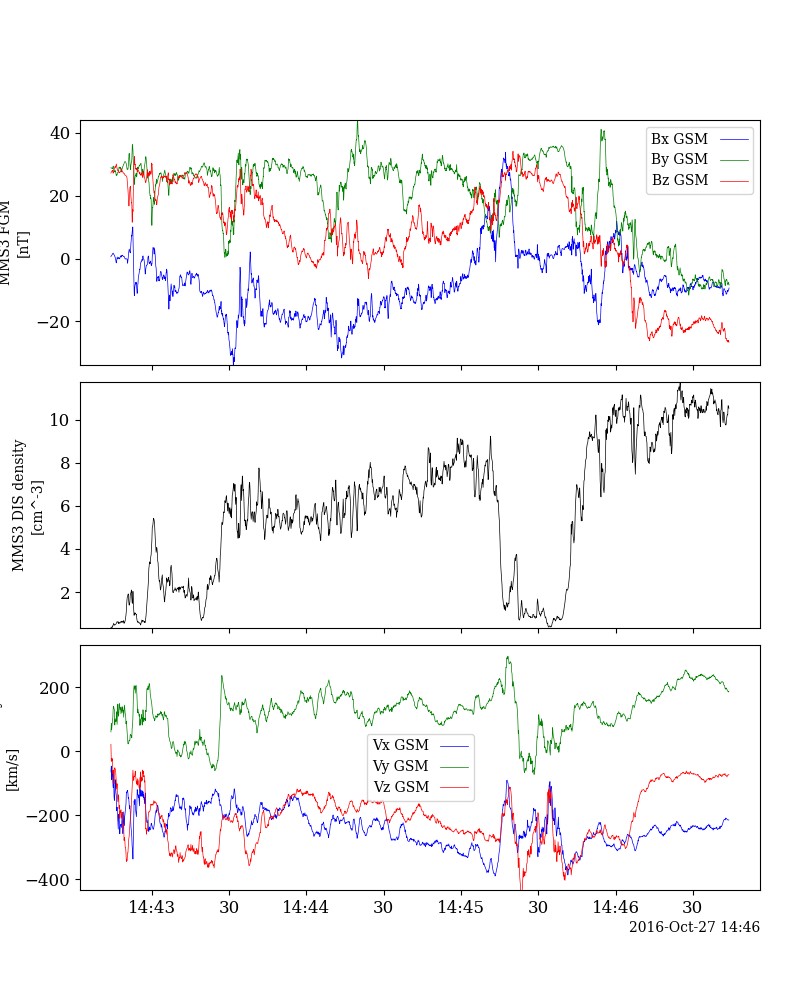 40
20
0
−20
MMS3 FGM
[nT]
Bx GSM
By GSM
Bz GSM
10
8
6
4
2
MMS3 DIS density
[cm^-3]
200
0
−200
−400
[km/s]
Vx GSM
Vy GSM
Vz GSM
14:43 30 14:44 30 14:45 30 14:46 30
2016-Oct-27 14:46